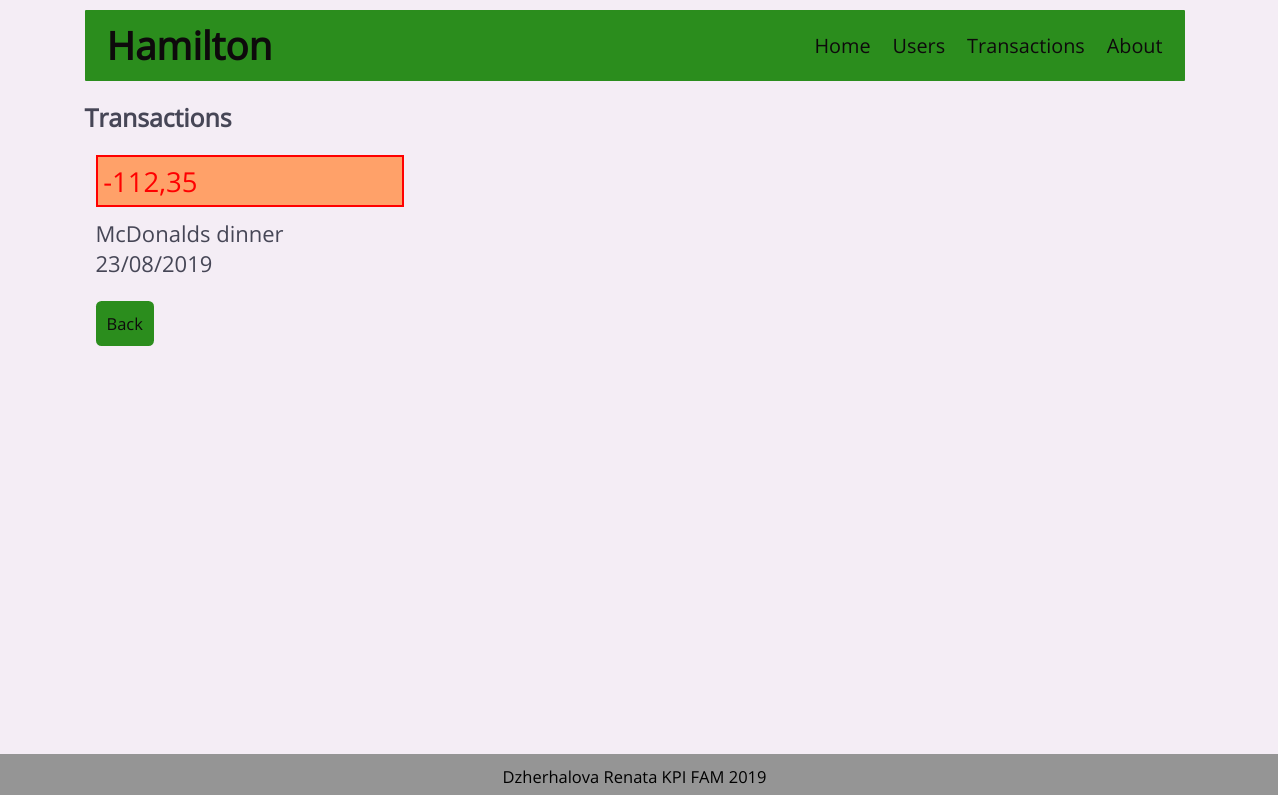 Hamilton
Home Users Transactions About
Transactions
-112,35
McDonalds dinner
23/08/2019
Back
Dzherhalova Renata KPI FAM 2019